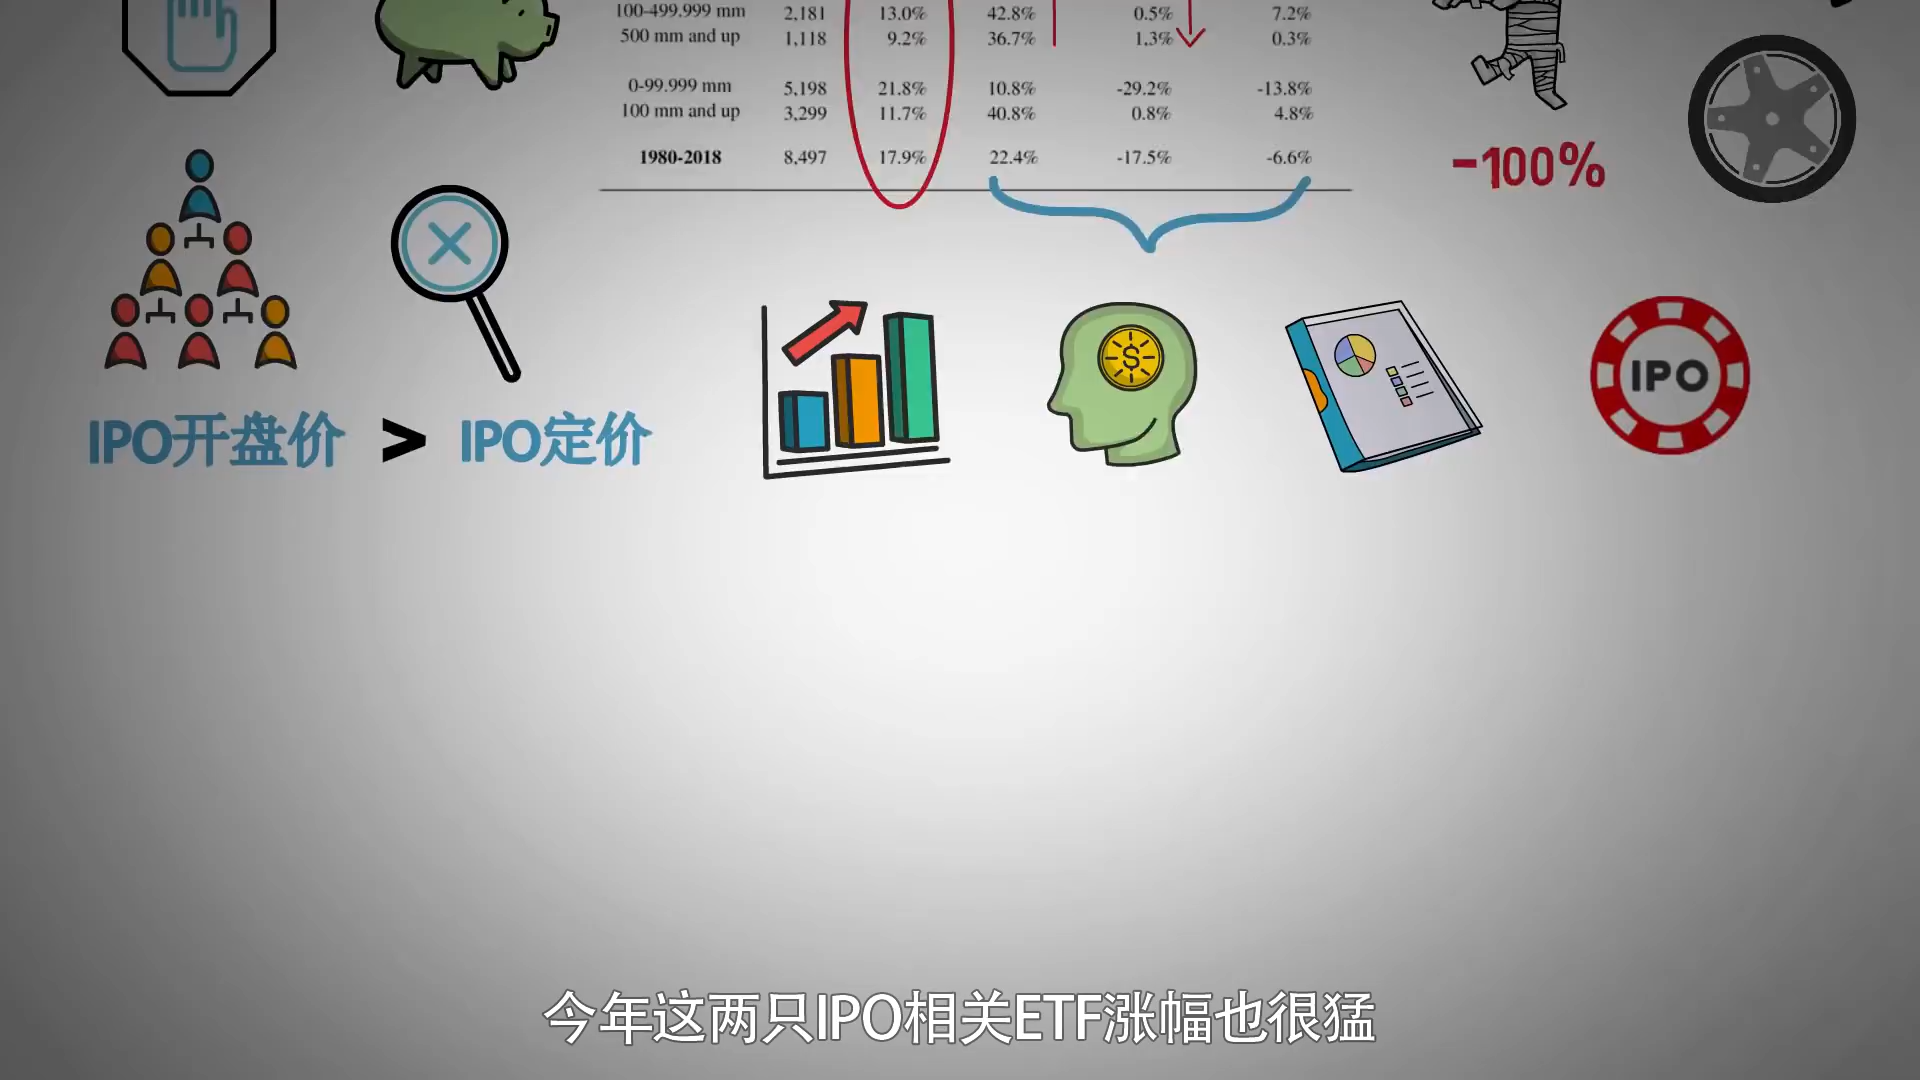 100-499.999 mm 2,181 13.0% 42.8% 0.5% 7.2%
500 mm and up 1,118 9.2% 36.7% 1.3% 0.3%
0-99.999 mm 5,198 21.8% 10.8% -29.2% -13.8%
100 mm and up 3,299 11.7% 40.8% 0.8% 4.8%
1980-2018 8,497 17.9% 22.4% -17.5% -6.6%
-100%
$
IPO
IPO开盘价 > IPO定价
今年这两只IPO相关ETF涨幅也很猛